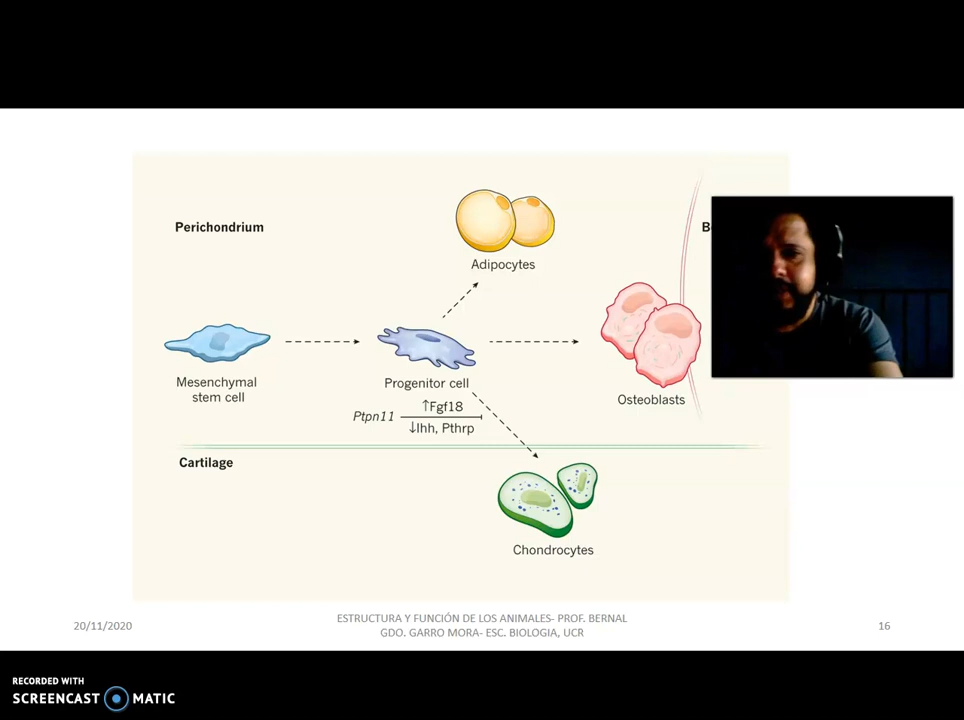 Perichondrium
B
Adipocytes
Mesenchymal
stem cell
Progenitor cell
Osteoblasts
Ptpn11
↑Fgf18
↓Ihh, Pthrp
Cartilage
Chondrocytes
20/11/2020
ESTRUCTURA Y FUNCIÓN DE LOS ANIMALES- PROF. BERNAL
GDO. GARRO MORA- ESC. BIOLOGIA, UCR
16
RECORDED WITH
SCREENCAST MATIC